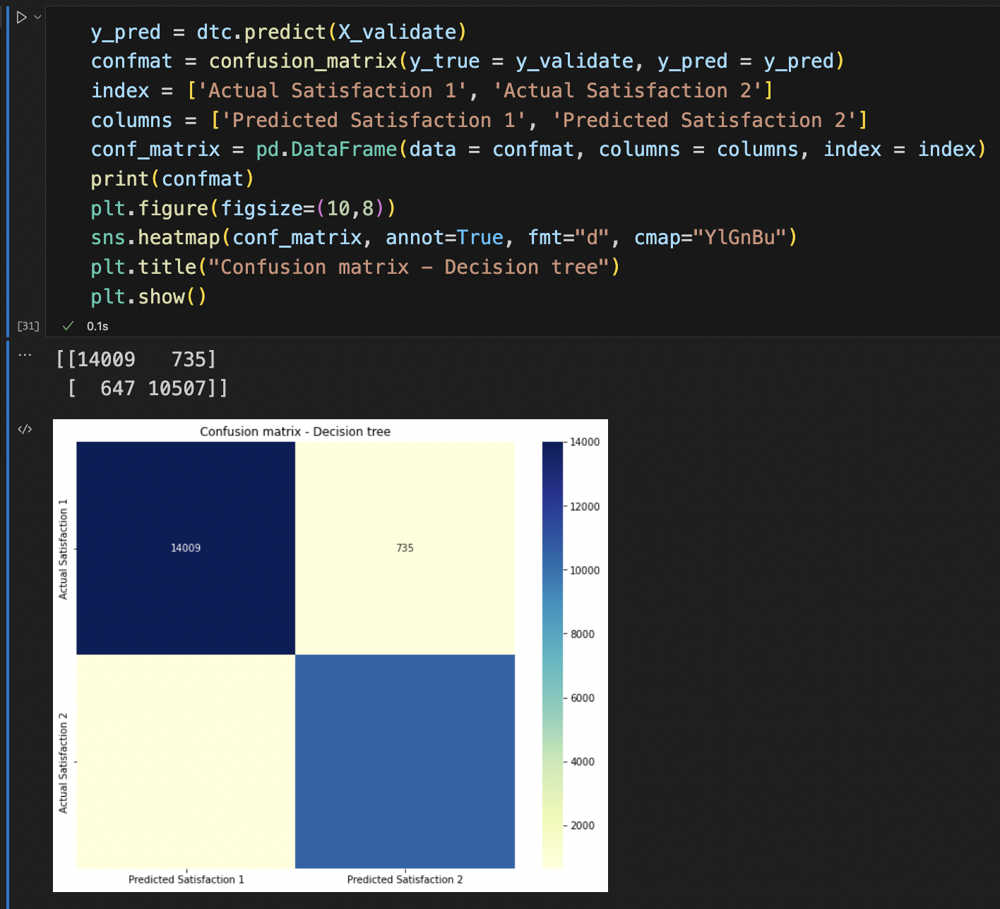 y_pred = dtc.predict(X_validate)
confmat = confusion_matrix(y_true = y_validate, y_pred = y_pred)
index = ['Actual Satisfaction 1', 'Actual Satisfaction 2']
columns = ['Predicted Satisfaction 1', 'Predicted Satisfaction 2']
conf_matrix = pd.DataFrame(data = confmat, columns = columns, index = index)
print(confmat)
plt.figure(figsize=(10,8))
sns.heatmap(conf_matrix, annot=True, fmt="d", cmap="YlGnBu")
plt.title("Confusion matrix – Decision tree")
plt.show()
[31] ✓ 0.1s
... [[14009   735]
 [  647 10507]]
</>
Confusion matrix - Decision tree
Actual Satisfaction 1
Actual Satisfaction 2
14009
735
Predicted Satisfaction 1
Predicted Satisfaction 2
14000
12000
10000
8000
6000
4000
2000